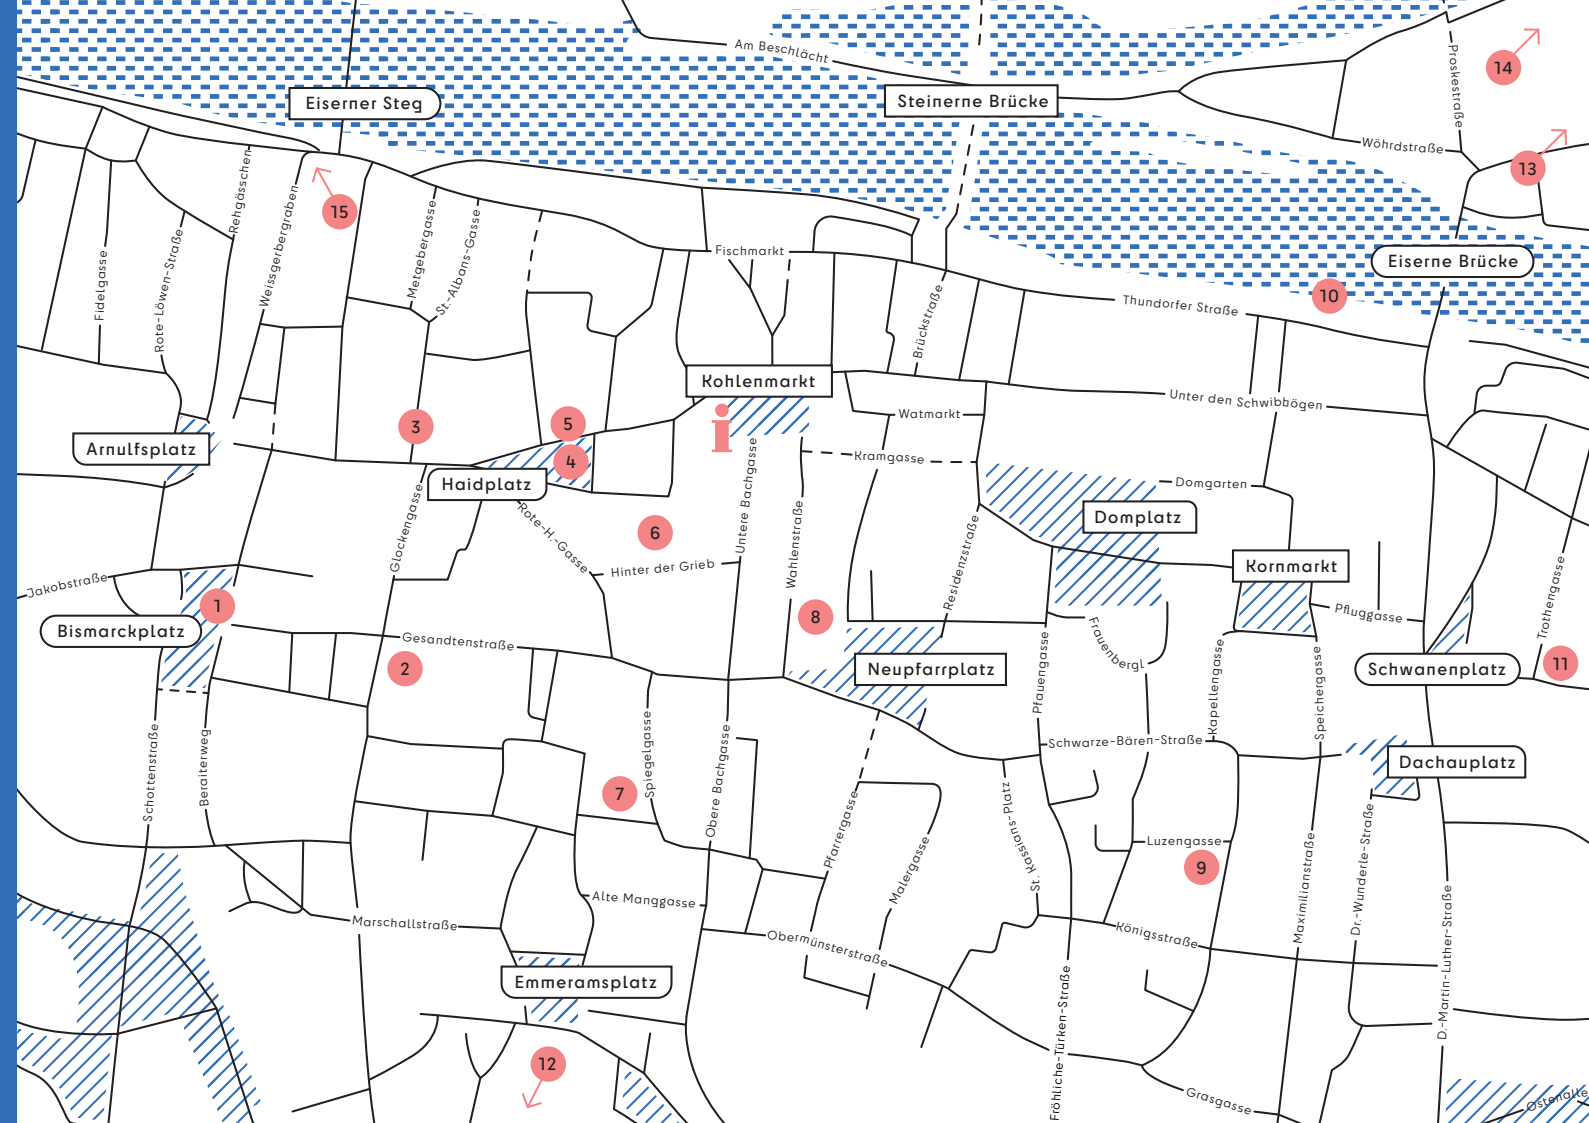 Am Beschlächt
14
Proskestraße
Eiserner Steg
Steinerne Brücke
Wöhrdstraße
13
15
Rehgässchen
Weissgerbergraben
Metgebergasse
St.-Albans-Gasse
Fidelgasse
Rote-Löwen-Straße
Fischmarkt
Eiserne Brücke
10
Thundorfer Straße
Brückstraße
Kohlenmarkt
Unter den Schwibbögen
Watmarkt
i
5
3
4
Arnulfsplatz
Haidplatz
Kramgasse
Untere Bachgasse
Domgarten
Domplatz
Glockengasse
Rote-H.-Gasse
6
Wahlenstraße
Residenzstraße
Hinter der Grieb
Kornmarkt
Jakobstraße
1
8
Pfluggasse
Trothengasse
Bismarckplatz
Gesandtenstraße
Frauenbergl
2
Neupfarrplatz
Pfauengasse
Kapellengasse
Speichergasse
Schwanenplatz
11
Schottenstraße
Beraiterweg
Spiegelgasse
Obere Bachgasse
Schwarze-Bären-Straße
Dachauplatz
7
Pfarrergasse
St. Kassians-Platz
Luzengasse
9
Malergasse
Maximilianstraße
Dr.-Wunderle-Straße
Alte Manggasse
Marschallstraße
Obermünsterstraße
Königsstraße
D.-Martin-Luther-Straße
Emmeramsplatz
Fröhliche-Türken-Straße
12
Grasgasse
Ostenalle